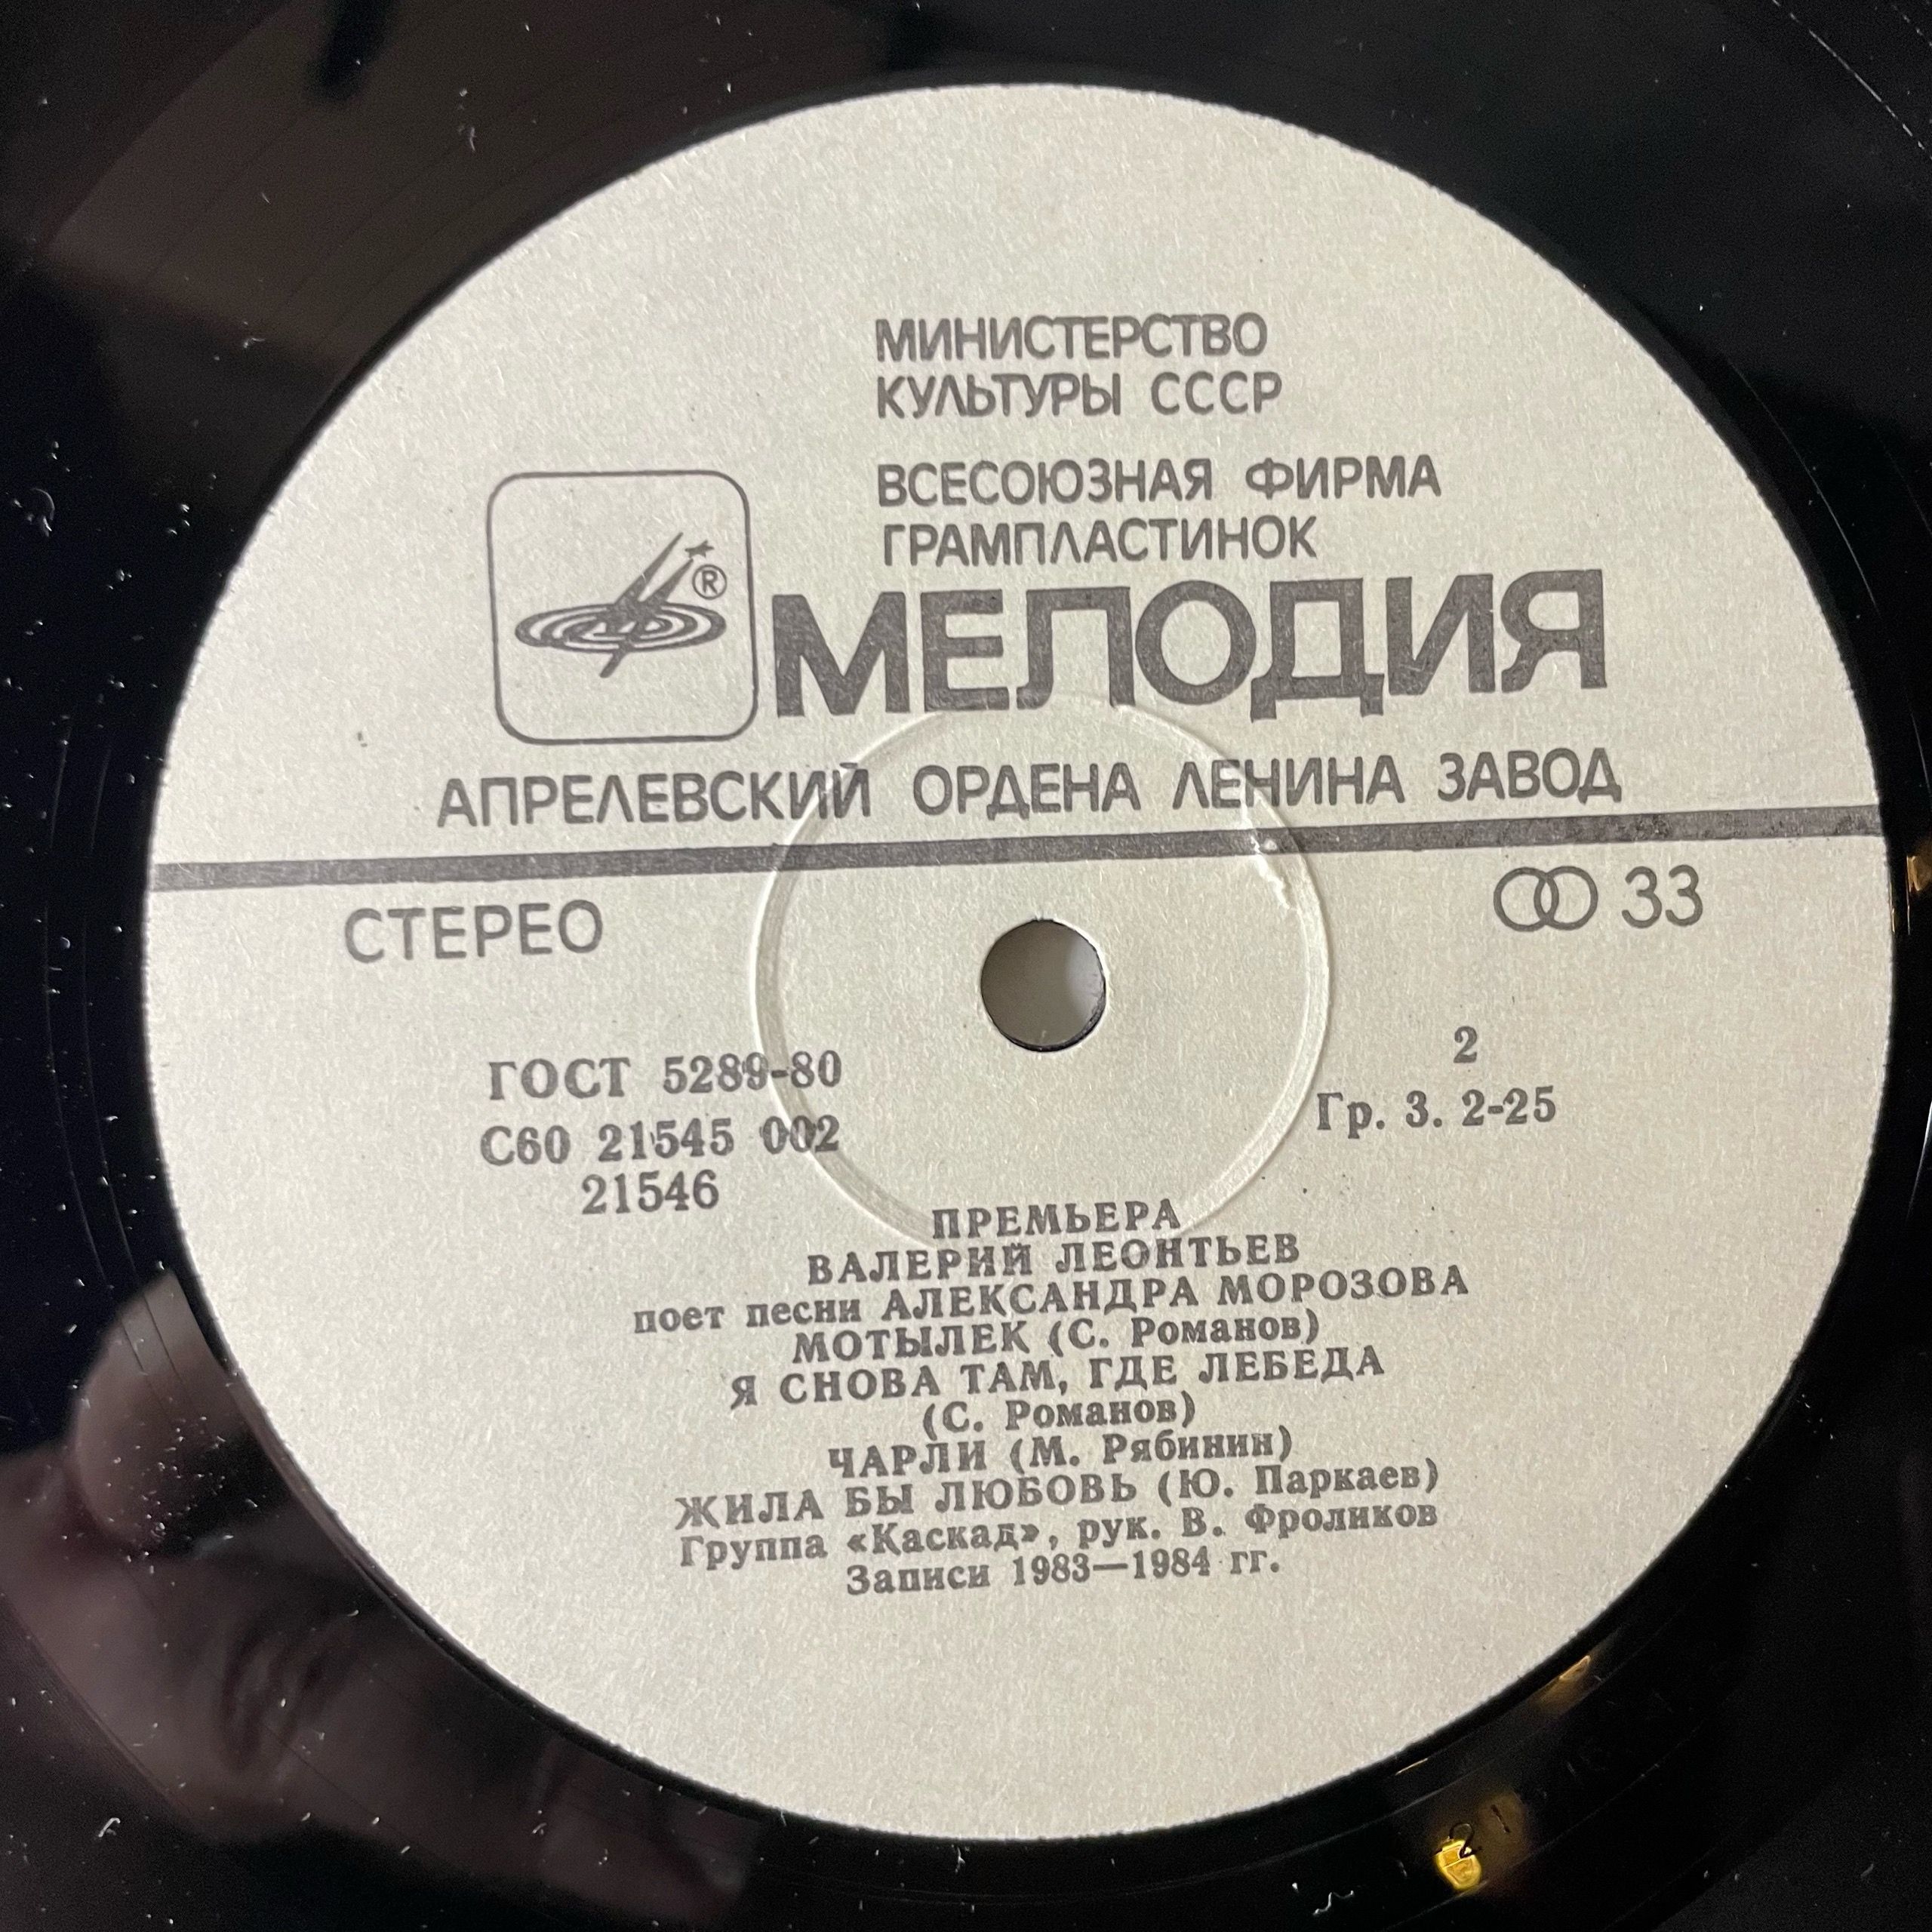 МИНИСТЕРСТВО
КУЛЬТУРЫ СССР
ВСЕСОЮЗНАЯ ФИРМА
ГРАМПЛАСТИНОК
®
МЕЛОДИЯ
АПРЕЛЕВСКИЙ ОРДЕНА ЛЕНИНА ЗАВОД
СТЕРЕО
33
ГОСТ 5289-80
2
С60 21545 002
Гр. 3. 2-25
21546
ПРЕМЬЕРА
ВАЛЕРИЙ ЛЕОНТЬЕВ
поет песни АЛЕКСАНДРА МОРОЗОВА
МОТЫЛЕК (С. Романов)
Я СНОВА ТАМ, ГДЕ ЛЕБЕДА
(С. Романов)
ЧАРЛИ (М. Рябинин)
ЖИЛА БЫ ЛЮБОВЬ (Ю. Паркаев)
Группа «Каскад», рук. В. Фроликов
Записи 1983—1984 гг.